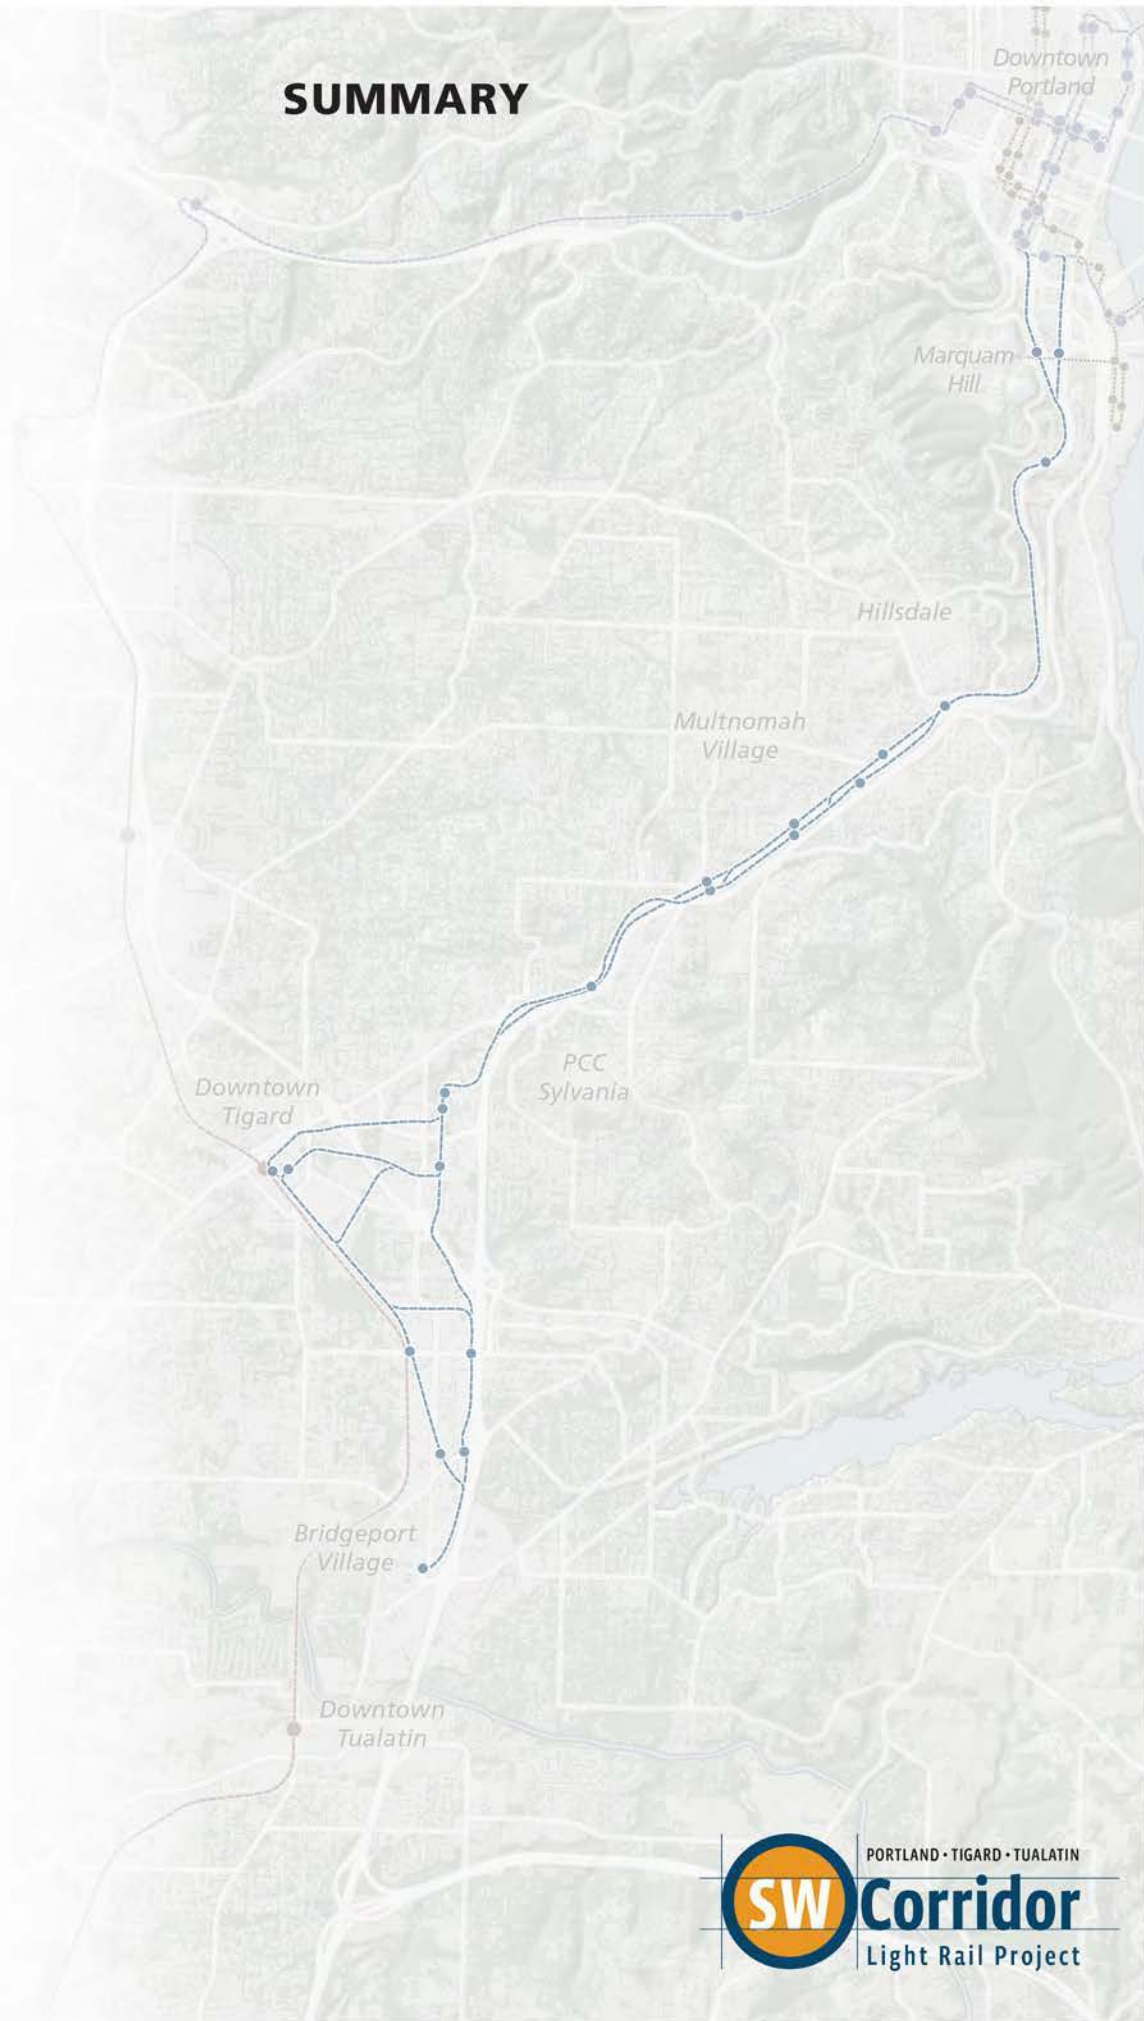 SUMMARY
Downtown
Portland
Marquam
Hill
Hillsdale
Multnomah
Village
PCC
Sylvania
Downtown
Tigard
Bridgeport
Village
Downtown
Tualatin
PORTLAND • TIGARD • TUALATIN
SW Corridor
Light Rail Project